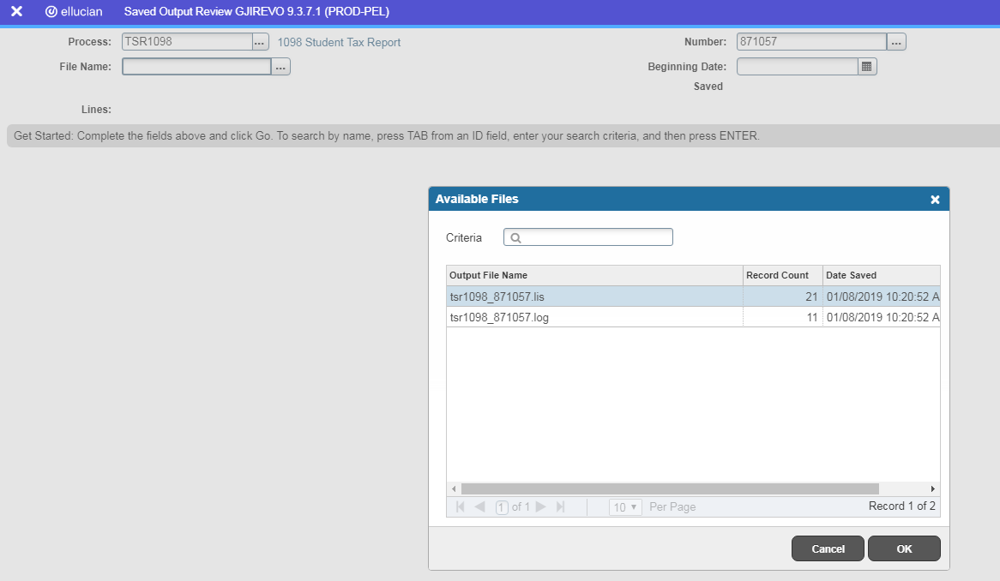 ellucian Saved Output Review GJIREVO 9.3.7.1 (PROD-PEL)
Process: TSR1098 ... 1098 Student Tax Report Number: 871057 ...
File Name: ... Beginning Date:
Saved
Lines:
Get Started: Complete the fields above and click Go. To search by name, press TAB from an ID field, enter your search criteria, and then press ENTER.
Available Files
Criteria
Output File Name Record Count Date Saved
tsr1098_871057.lis 21 01/08/2019 10:20:52 A
tsr1098_871057.log 11 01/08/2019 10:20:52 A
1 of 1 10 Per Page Record 1 of 2
Cancel OK